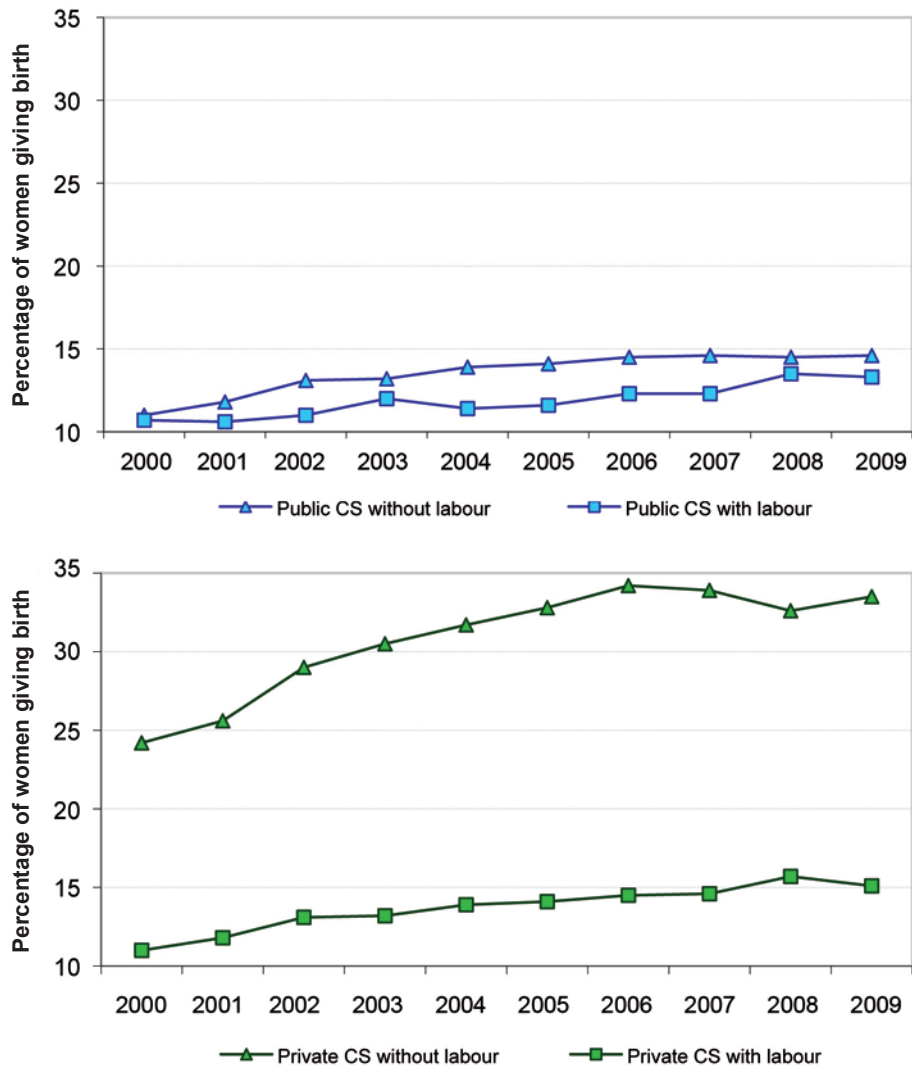 Percentage of women giving birth
35
30
25
20
15
10
2000 2001 2002 2003 2004 2005 2006 2007 2008 2009
Public CS without labour Public CS with labour
Percentage of women giving birth
35
30
25
20
15
10
2000 2001 2002 2003 2004 2005 2006 2007 2008 2009
Private CS without labour Private CS with labour